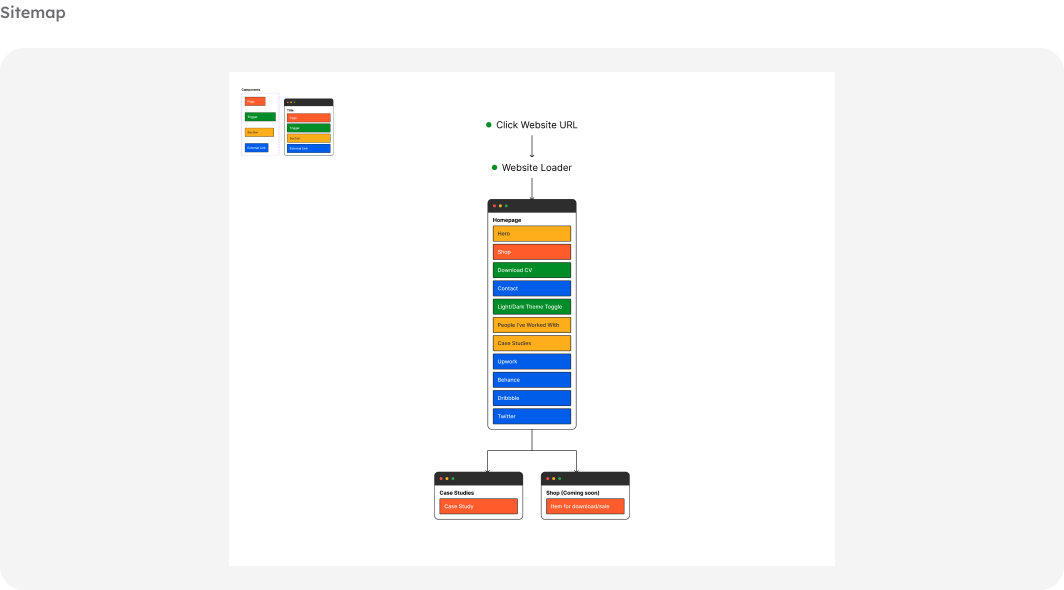 Sitemap
Components
Page
Trigger
Section
External Link
Title
Page
Trigger
Section
External Link
Click Website URL
Website Loader
Homepage
Hero
Shop
Download CV
Contact
Light/Dark Theme Toggle
People I've Worked With
Case Studies
Upwork
Behance
Dribbble
Twitter
Case Studies
Case Study
Shop (Coming soon)
Item for download/sale